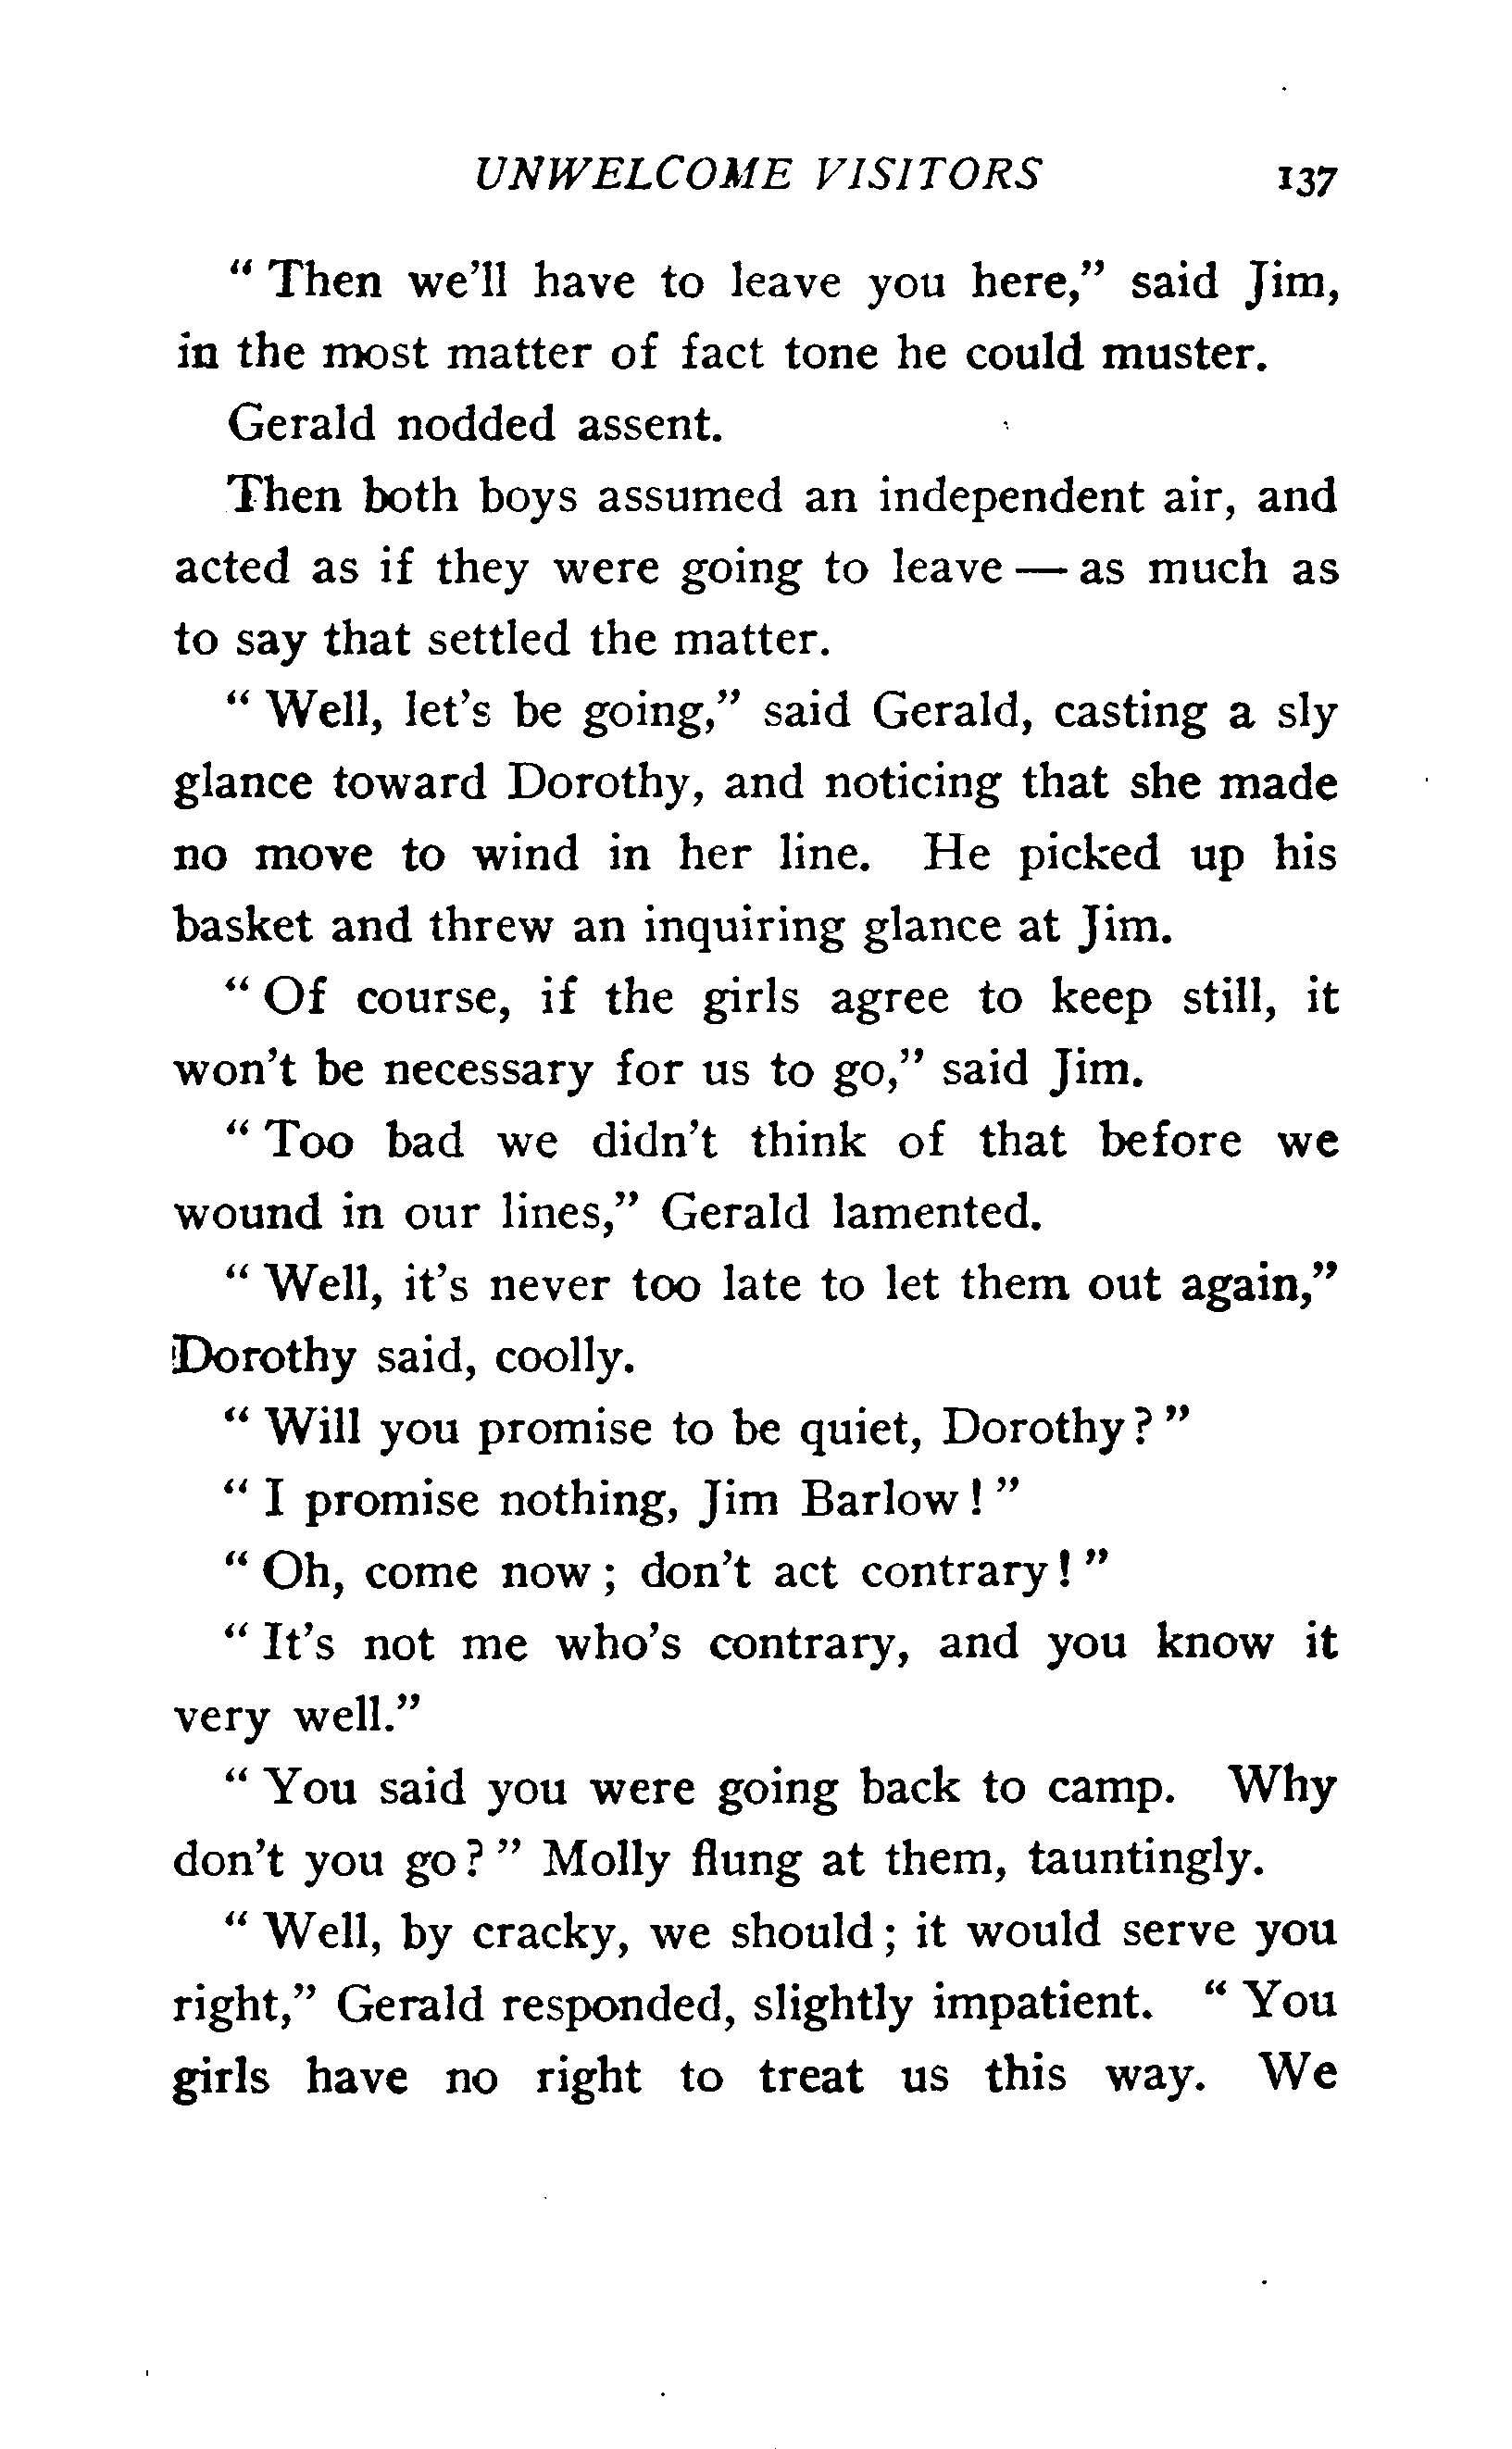 UNWELCOME VISITORS 137
" Then we'll have to leave you here," said Jim,
in the most matter of fact tone he could muster.
Gerald nodded assent.
Then both boys assumed an independent air, and
acted as if they were going to leave — as much as
to say that settled the matter.
" Well, let's be going," said Gerald, casting a sly
glance toward Dorothy, and noticing that she made
no move to wind in her line. He picked up his
basket and threw an inquiring glance at Jim.
" Of course, if the girls agree to keep still, it
won't be necessary for us to go," said Jim.
" Too bad we didn't think of that before we
wound in our lines," Gerald lamented.
" Well, it's never too late to let them out again,"
Dorothy said, coolly.
" Will you promise to be quiet, Dorothy ? "
" I promise nothing, Jim Barlow ! "
" Oh, come now ; don't act contrary ! "
" It's not me who's contrary, and you know it
very well."
" You said you were going back to camp. Why
don't you go ? " Molly flung at them, tauntingly.
" Well, by cracky, we should ; it would serve you
right," Gerald responded, slightly impatient. " You
girls have no right to treat us this way. We